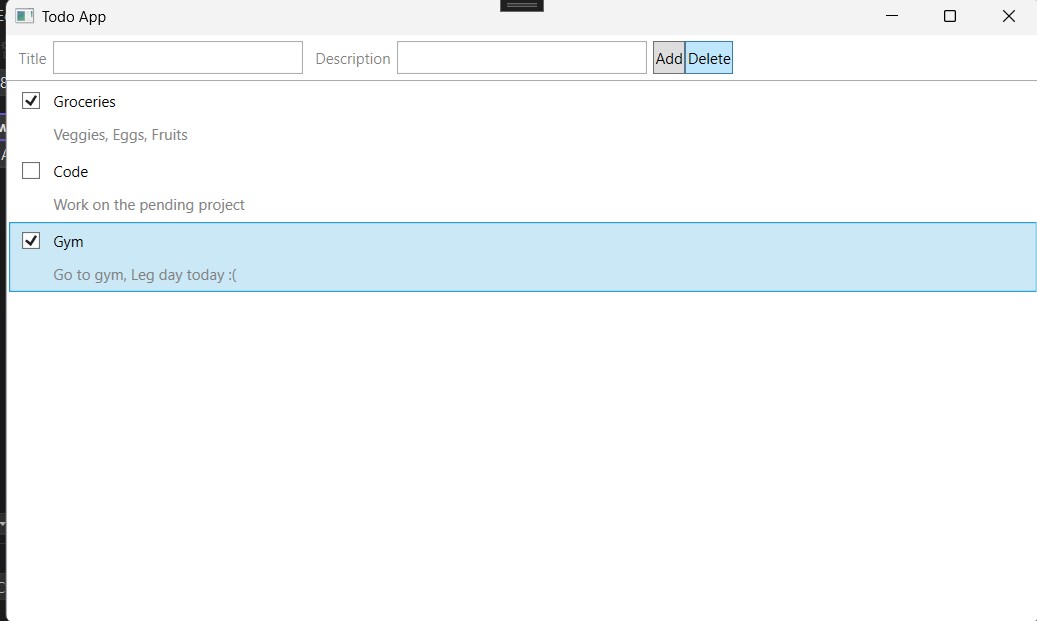 Todo App
Title Description Add Delete
Groceries
Veggies, Eggs, Fruits
Code
Work on the pending project
Gym
Go to gym, Leg day today :(